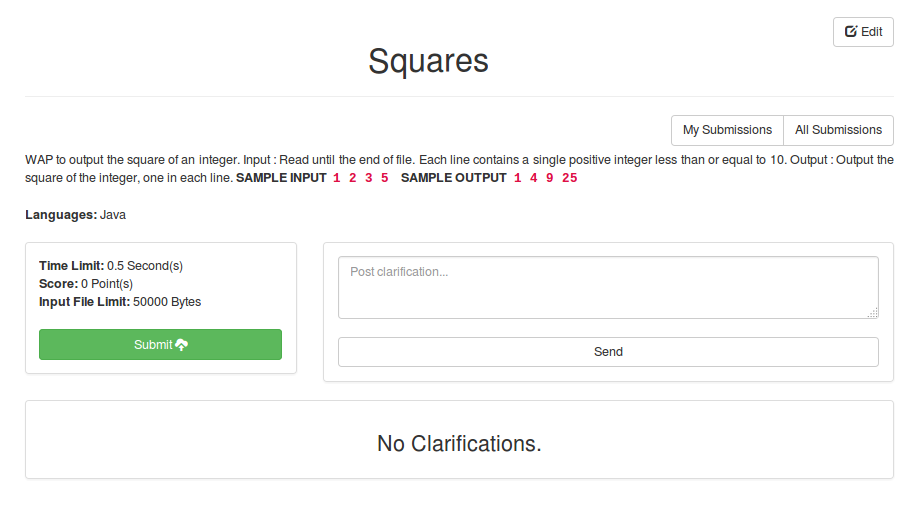 Edit
Squares
My Submissions All Submissions
WAP to output the square of an integer. Input : Read until the end of file. Each line contains a single positive integer less than or equal to 10. Output : Output the
square of the integer, one in each line. SAMPLE INPUT 1 2 3 5 SAMPLE OUTPUT 1 4 9 25
Languages: Java
Time Limit: 0.5 Second(s)
Score: 0 Point(s)
Input File Limit: 50000 Bytes
Submit
Post clarification...
Send
No Clarifications.